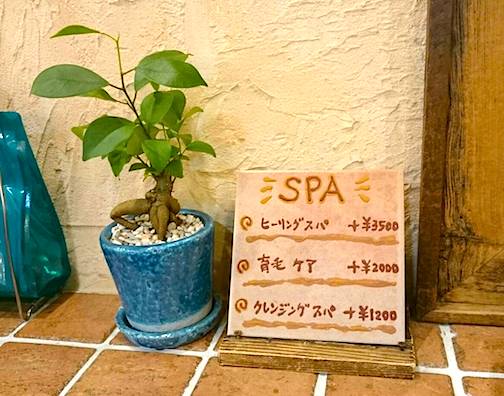 SPA
ヒーリングスパ +¥3500
育毛ケア +¥2000
クレンジングスパ +¥1200